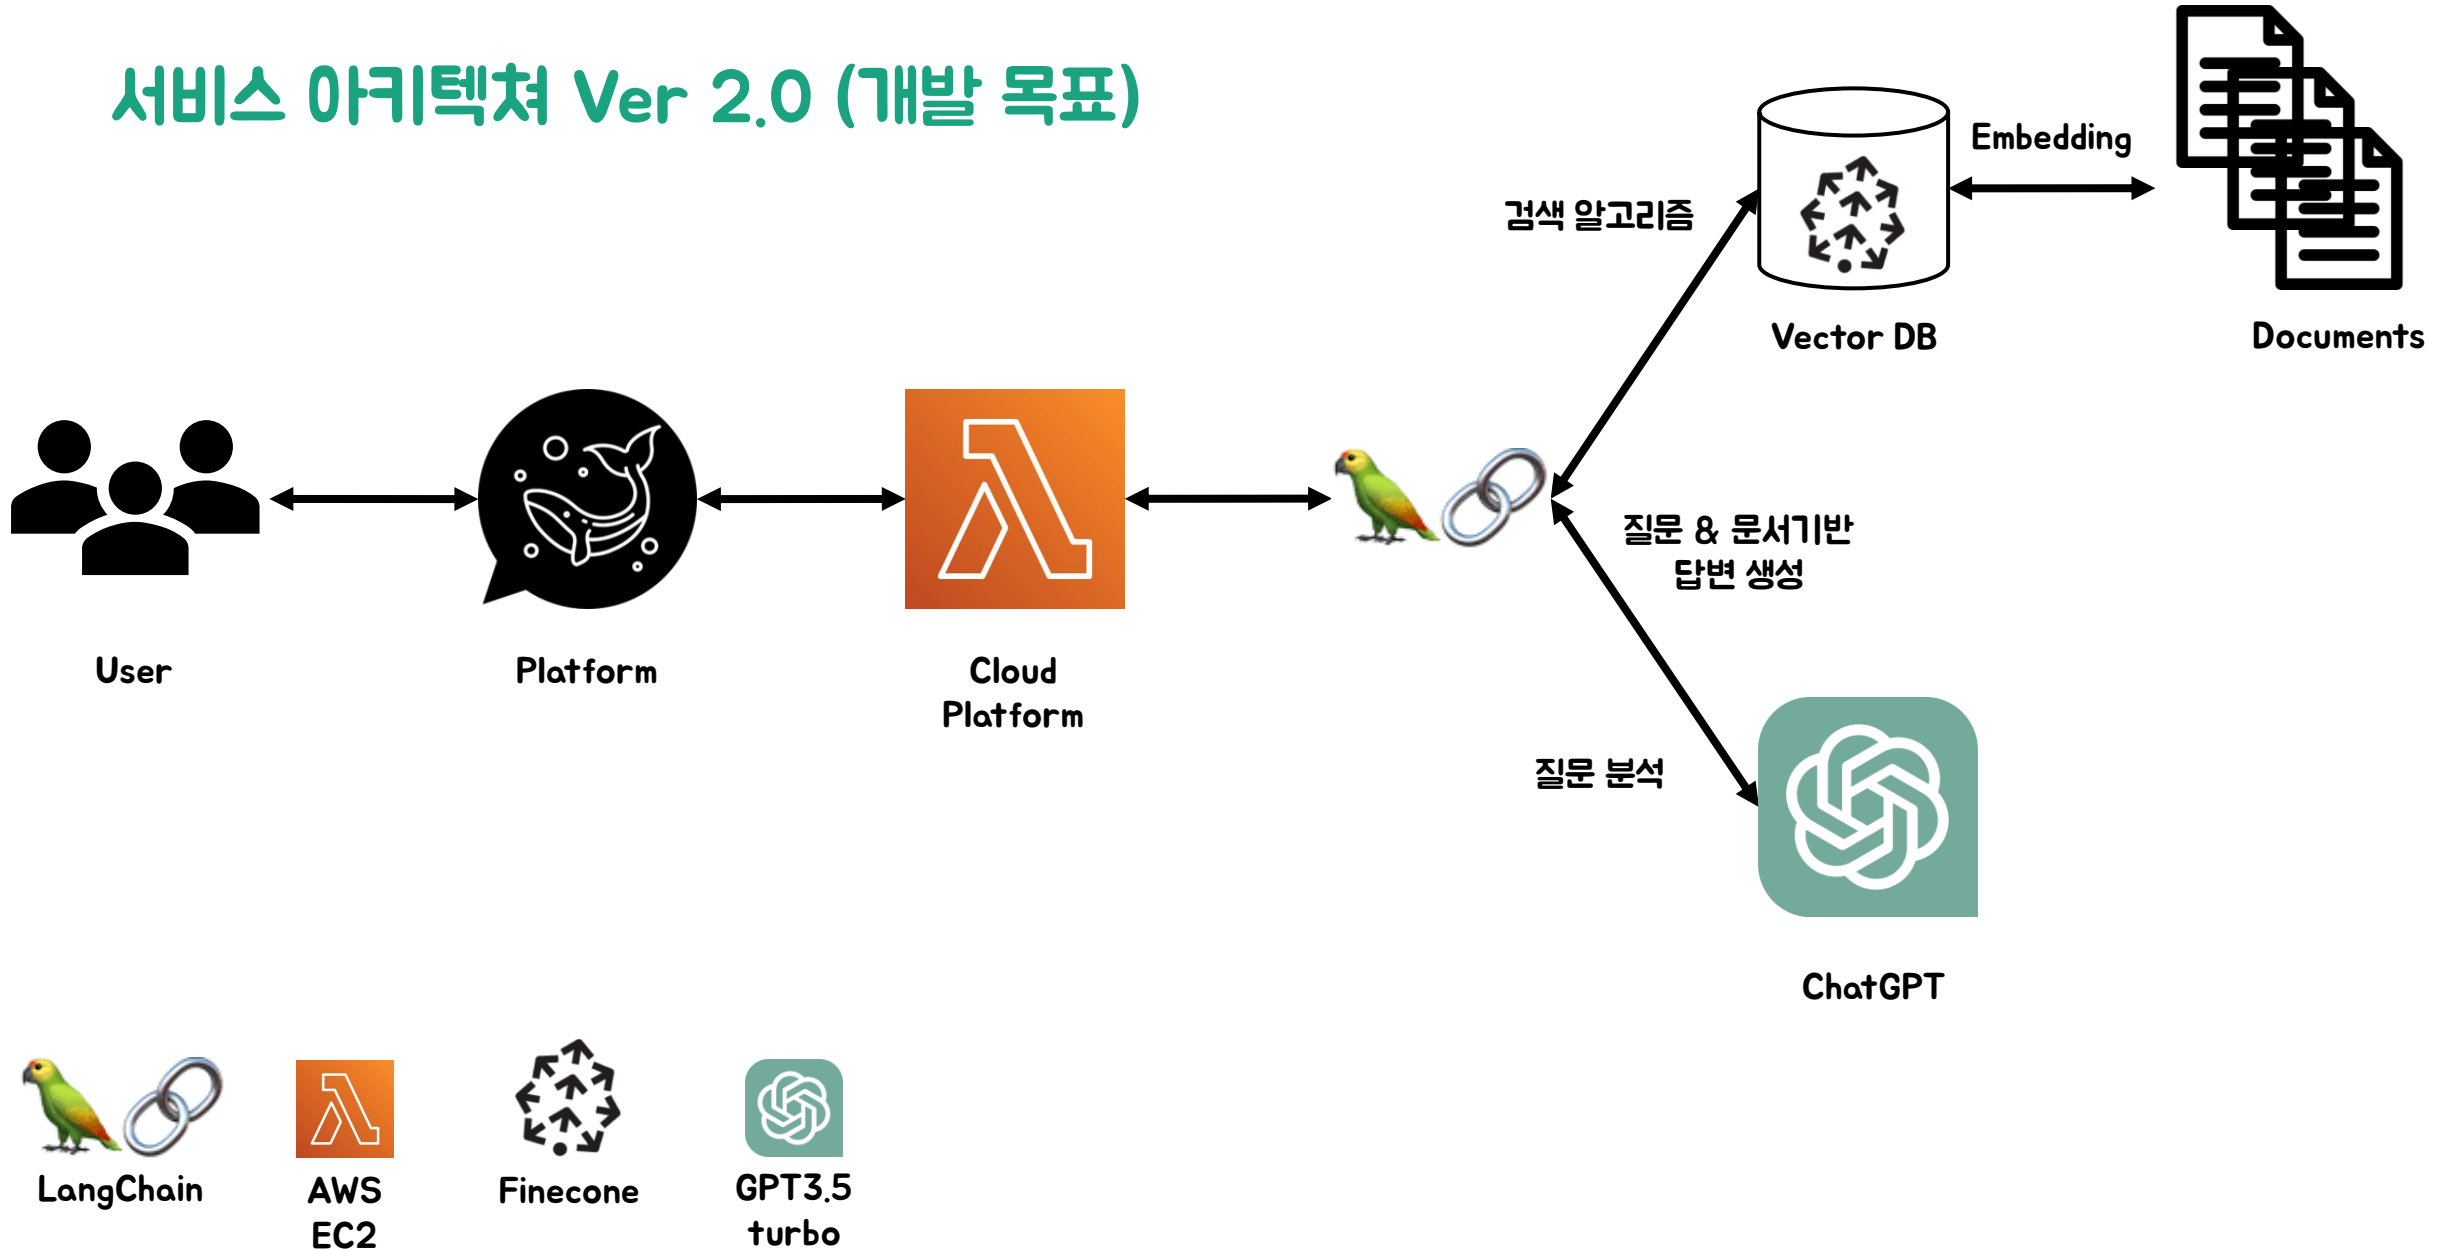 서비스 아키텍쳐 Ver 2.0 (개발 목표)
Embedding
검색 알고리즘
Vector DB
Documents
질문 & 문서기반
답변 생성
User
Platform
Cloud
Platform
질문 분석
ChatGPT
LangChain
AWS
EC2
Finecone
GPT3.5
turbo